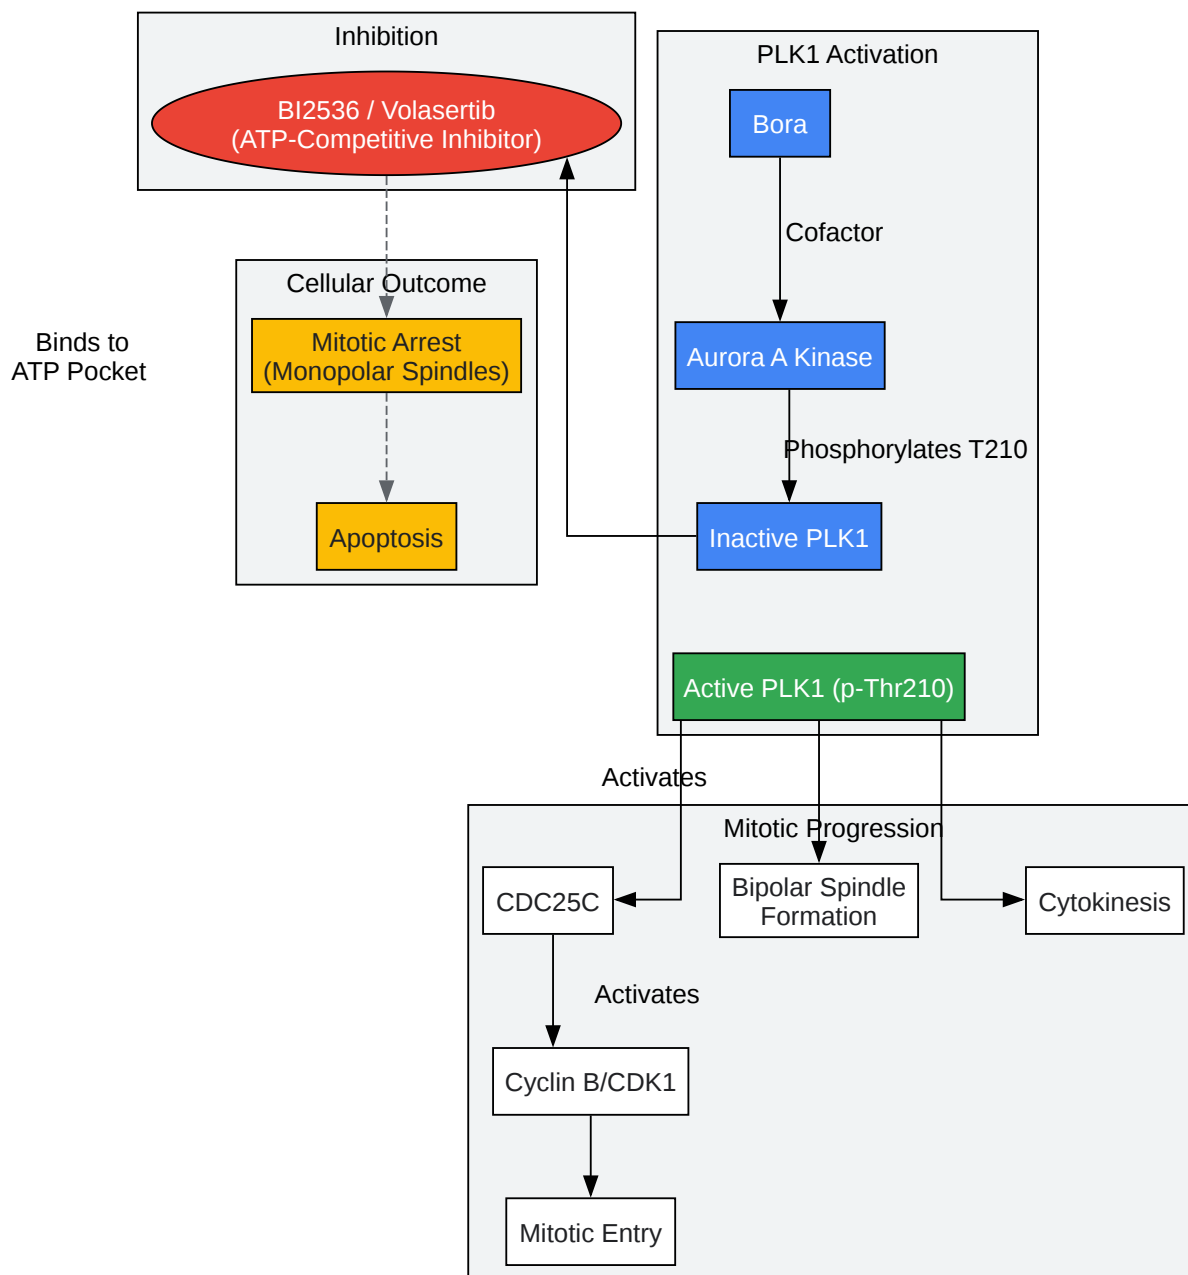 Inhibition
BI2536 / Volasertib
(ATP-Competitive Inhibitor)
PLK1 Activation
Bora
Cofactor
Aurora A Kinase
Phosphorylates T210
Inactive PLK1
Active PLK1 (p-Thr210)
Cellular Outcome
Mitotic Arrest
(Monopolar Spindles)
Apoptosis
Binds to
ATP Pocket
Activates
Mitotic Progression
CDC25C
Bipolar Spindle
Formation
Cytokinesis
Activates
Cyclin B/CDK1
Mitotic Entry